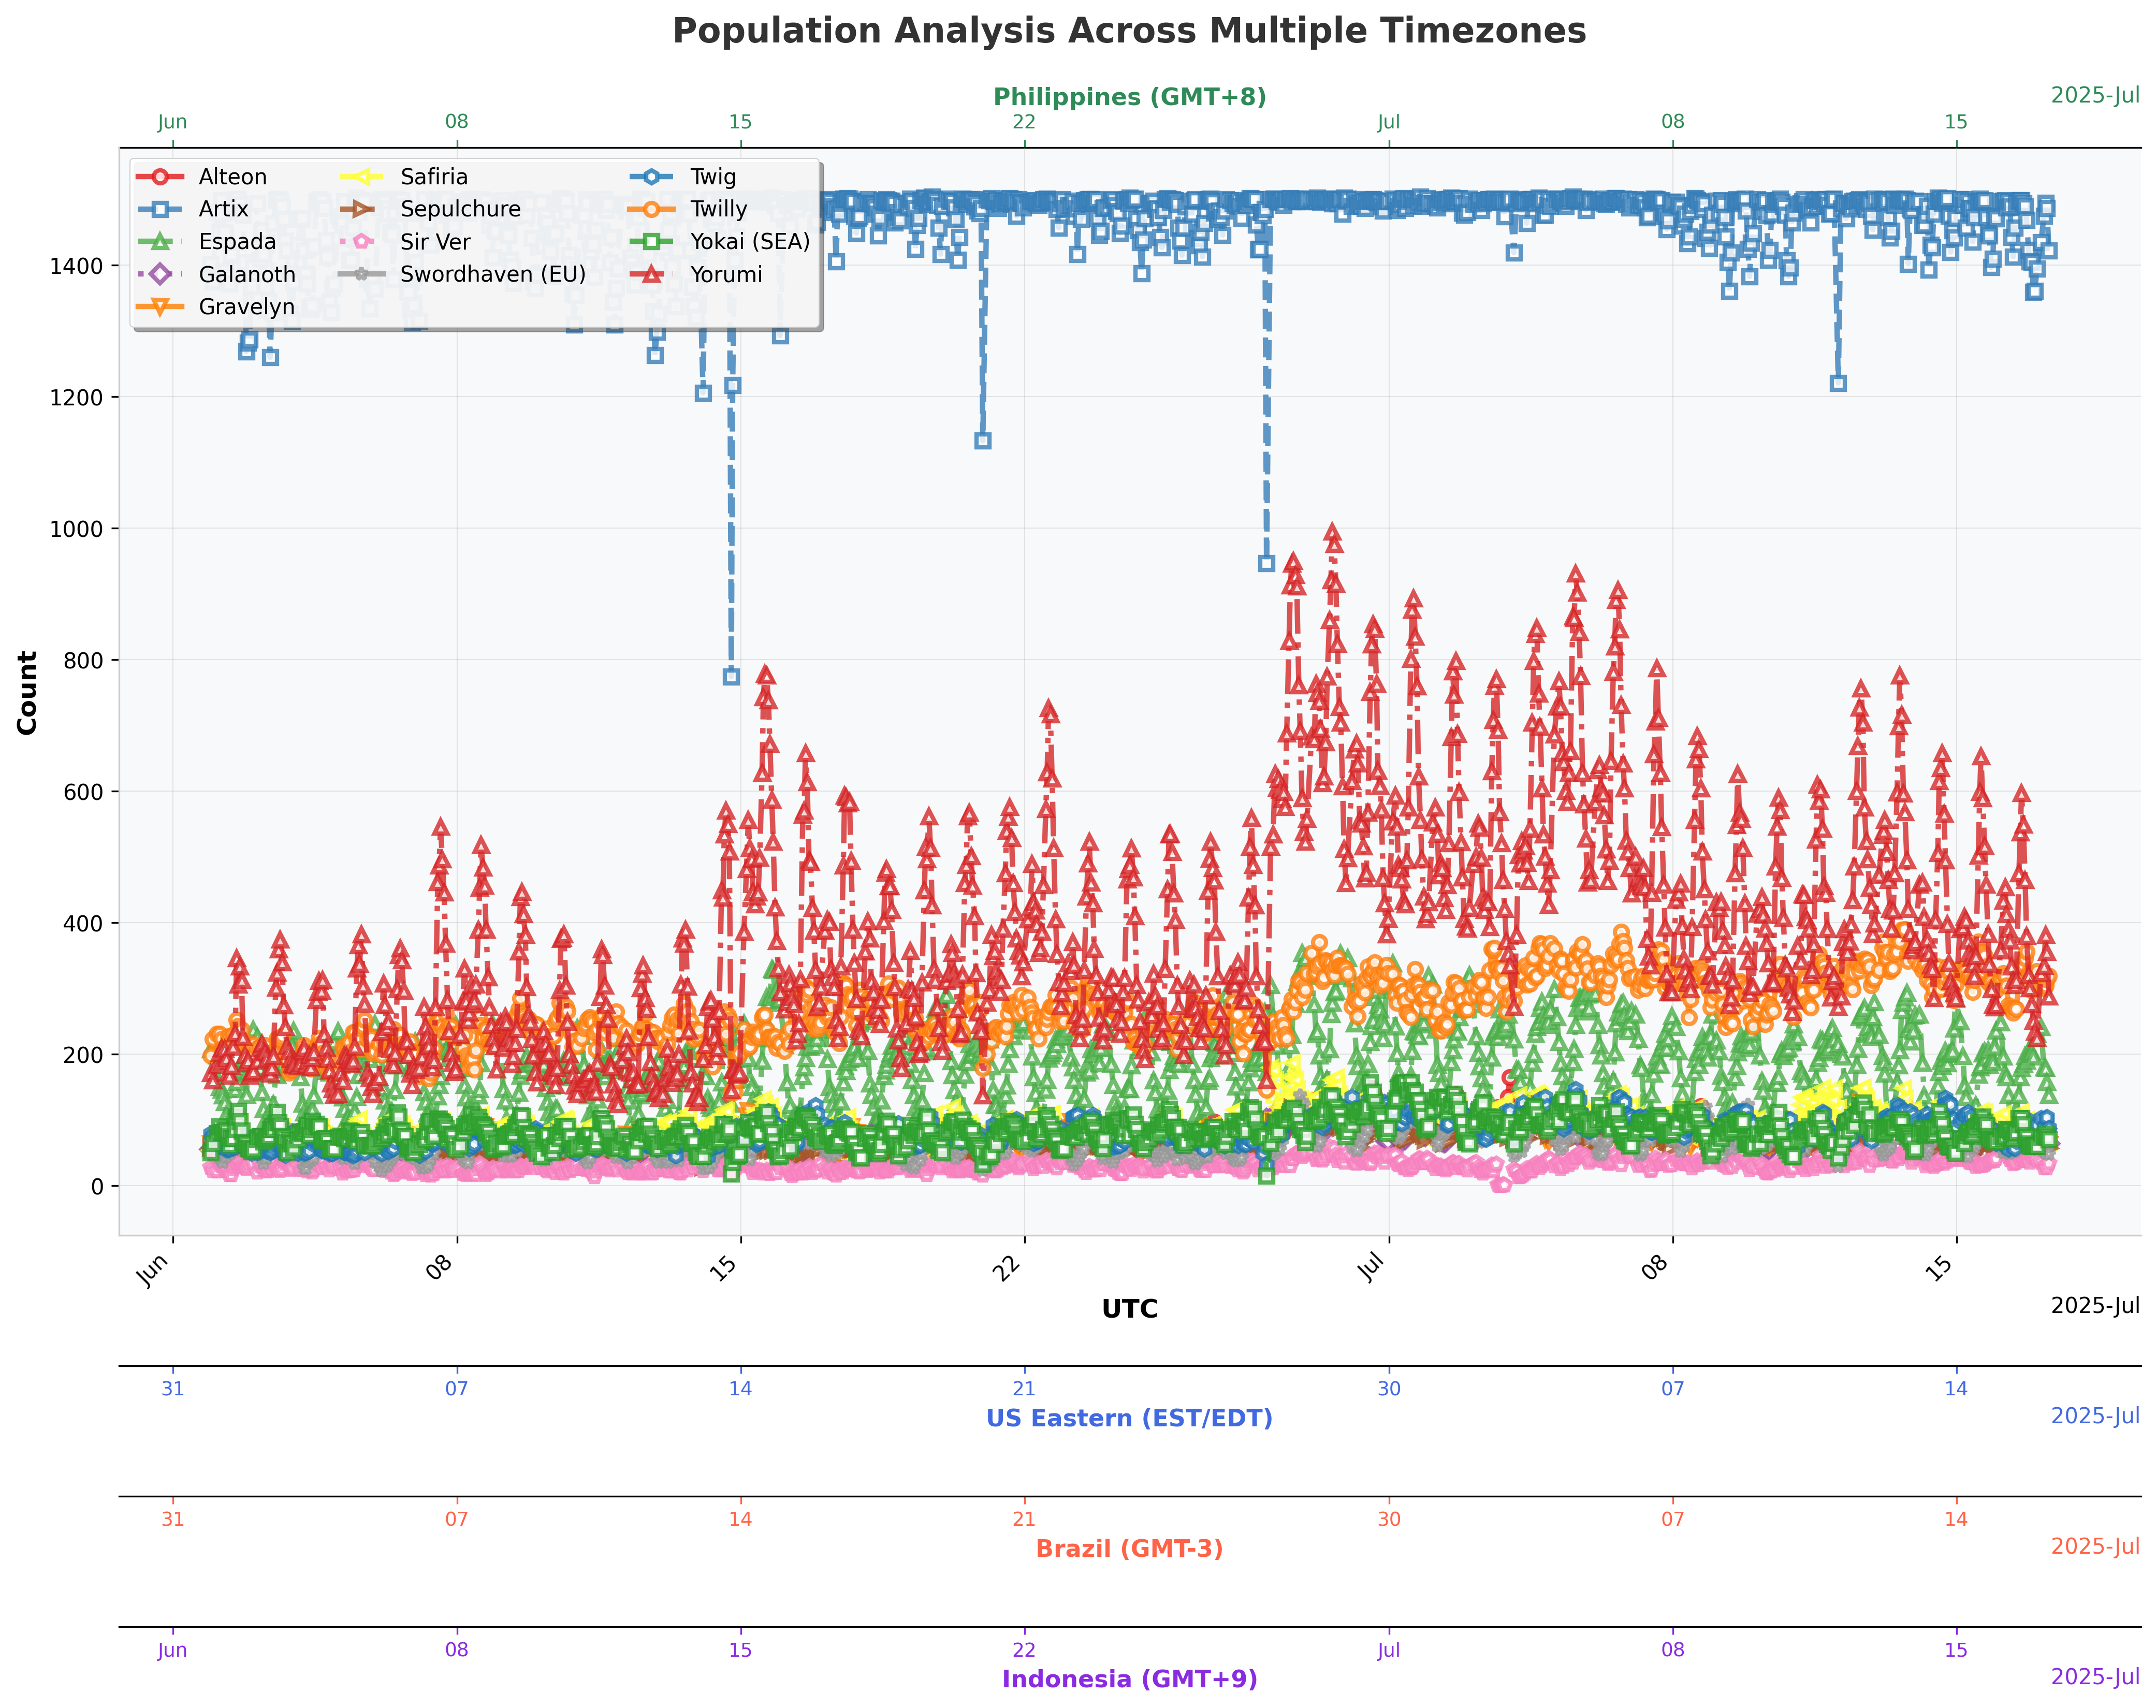 Population Analysis Across Multiple Timezones
Philippines (GMT+8)
2025-Jul
Jun 08 15 22 Jul 08 15
Alteon Safiria Twig
Artix Sepulchure Twilly
Espada Sir Ver Yokai (SEA)
Galanoth Swordhaven (EU) Yorumi
Gravelyn
1400
1200
1000
800
600
400
200
0
Count
Jun 08 15 22 Jul 08 15
UTC
2025-Jul
31 07 14 21 30 07 14
US Eastern (EST/EDT)
2025-Jul
31 07 14 21 30 07 14
Brazil (GMT-3)
2025-Jul
Jun 08 15 22 Jul 08 15
Indonesia (GMT+9)
2025-Jul